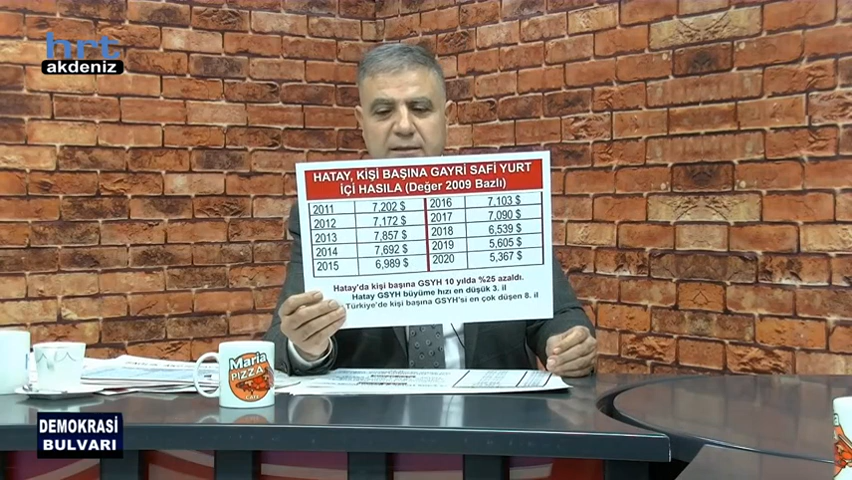 hrt
akdeniz
HATAY, KİŞİ BAŞINA GAYRİ SAFİ YURT
İÇİ HASILA (Değer 2009 Bazlı)
2011 7,202 $ 2016 7,103 $
2012 7,172 $ 2017 7,090 $
2013 7,857 $ 2018 6,539 $
2014 7,692 $ 2019 5,605 $
2015 6,989 $ 2020 5,367 $
Hatay'da kişi başına GSYH 10 yılda %25 azaldı.
Hatay GSYH büyüme hızı en düşük 3. il
Türkiye'de kişi başına GSYH'si en çok düşen 8. il
Maria
PİZZA
DEMOKRASİ
BULVARI